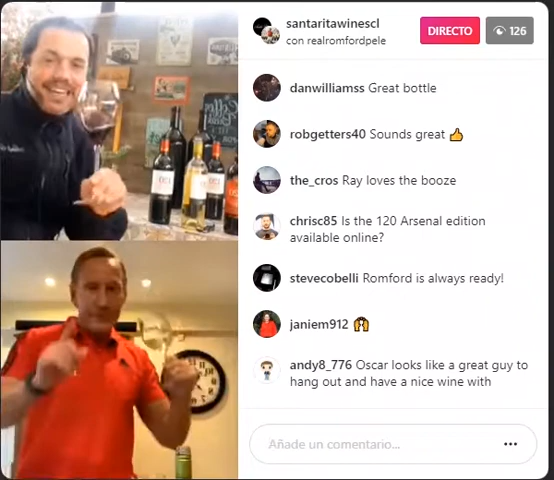 santaritawinescl
con realromfordpele
DIRECTO
126
danwilliamss Great bottle
robgetters40 Sounds great 👍
the_cros Ray loves the booze
chrisc85 Is the 120 Arsenal edition
available online?
stevecobelli Romford is always ready!
janiem912 🙌
andy8_776 Oscar looks like a great guy to
hang out and have a nice wine with
Añade un comentario...
120
120